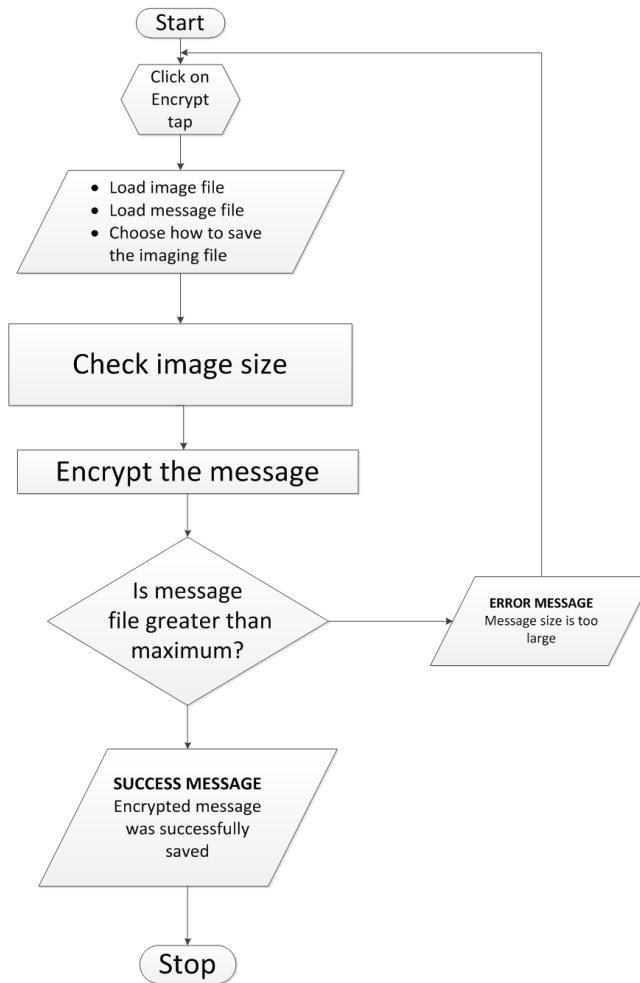 Start
Click on
Encrypt
tap
• Load image file
• Load message file
• Choose how to save
the imaging file
Check image size
Encrypt the message
Is message
file greater than
maximum?
ERROR MESSAGE
Message size is too
large
SUCCESS MESSAGE
Encrypted message
was successfully
saved
Stop